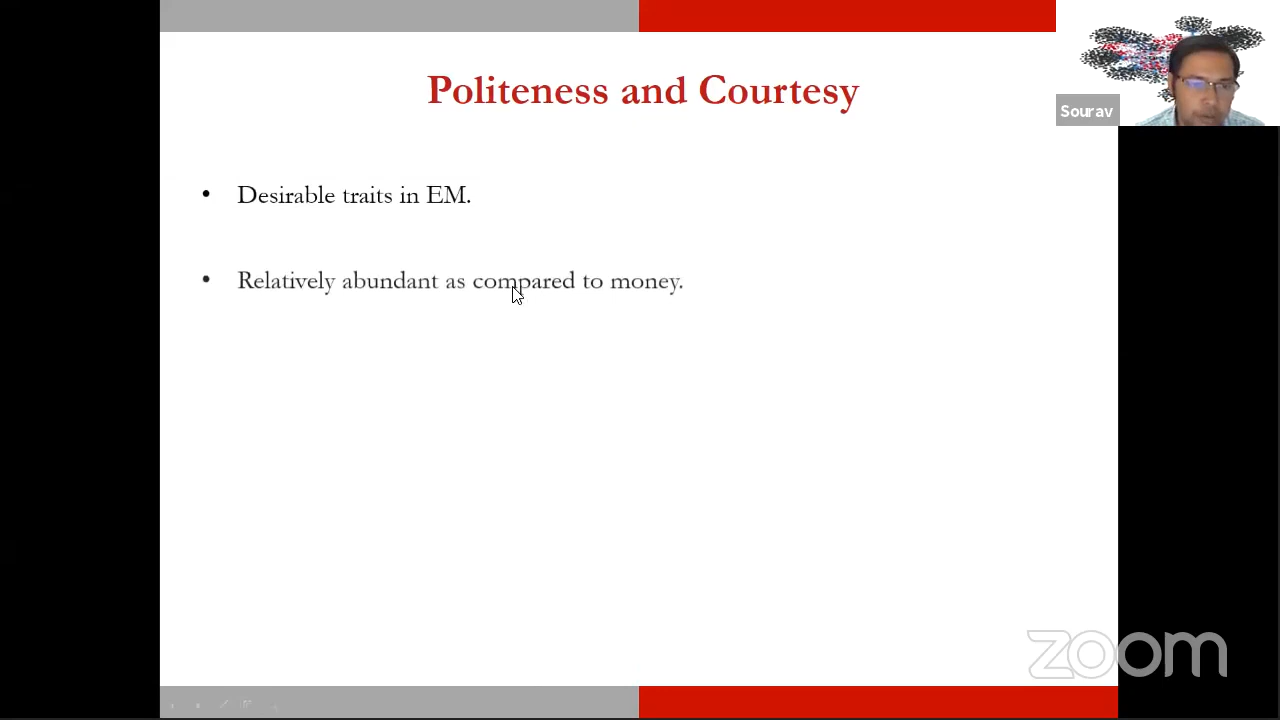 Politeness and Courtesy
Sourav
• Desirable traits in EM.
• Relatively abundant as compared to money.
zoom